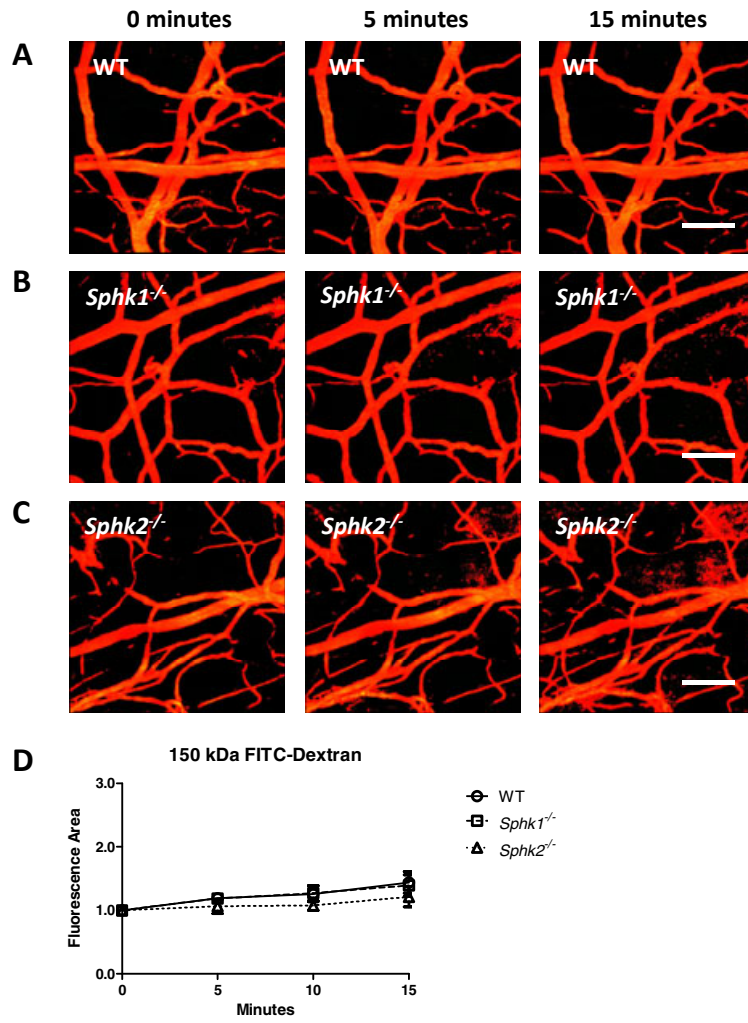 0 minutes 5 minutes 15 minutes
A
WT WT WT
B
Sphk1-/- Sphk1-/- Sphk1-/-
C
Sphk2-/- Sphk2-/- Sphk2-/-
D
150 kDa FITC-Dextran
3.0
2.0
1.0
0.0
Fluorescence Area
0 5 10 15
Minutes
WT
Sphk1-/-
Sphk2-/-